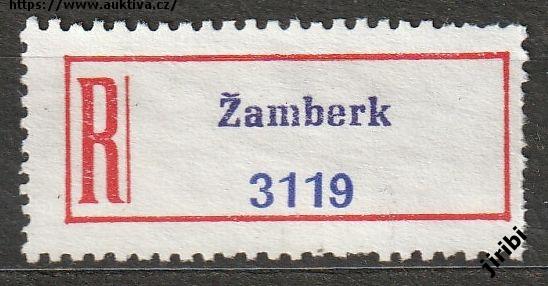 https://www.auktiva.cz/
R
Žamberk
3119
jiribi